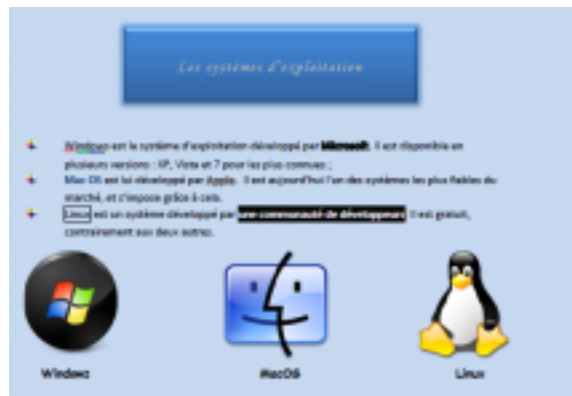 Les systèmes d'exploitation
Windows est le système d'exploitation développé par Microsoft. Il est disponible en
plusieurs versions : XP, Vista et 7 pour les plus connues ;
Mac OS est lui développé par Apple. Il est aujourd'hui l'un des systèmes les plus fiables du
marché, et s'impose grâce à cela.
Linux est un système développé par une communauté de développeurs. Il est gratuit,
contrairement aux deux autres.
Windows MacOS Linux